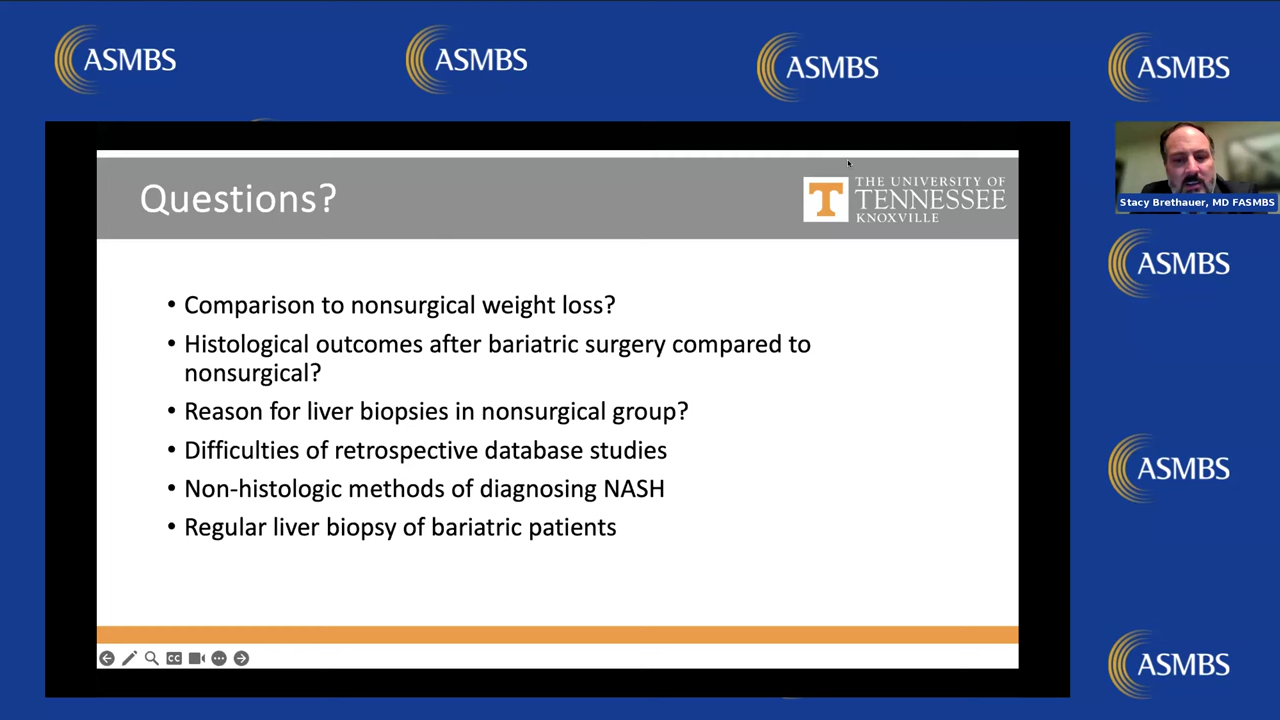 ASMBS
ASMBS
ASMBS
ASMBS
Questions?
T
THE UNIVERSITY OF
TENNESSEE
KNOXVILLE
Stacy Brethauer, MD FASMBS
ASMBS
• Comparison to nonsurgical weight loss?
• Histological outcomes after bariatric surgery compared to
nonsurgical?
• Reason for liver biopsies in nonsurgical group?
• Difficulties of retrospective database studies
• Non-histologic methods of diagnosing NASH
• Regular liver biopsy of bariatric patients
ASMBS
CC
ASMBS